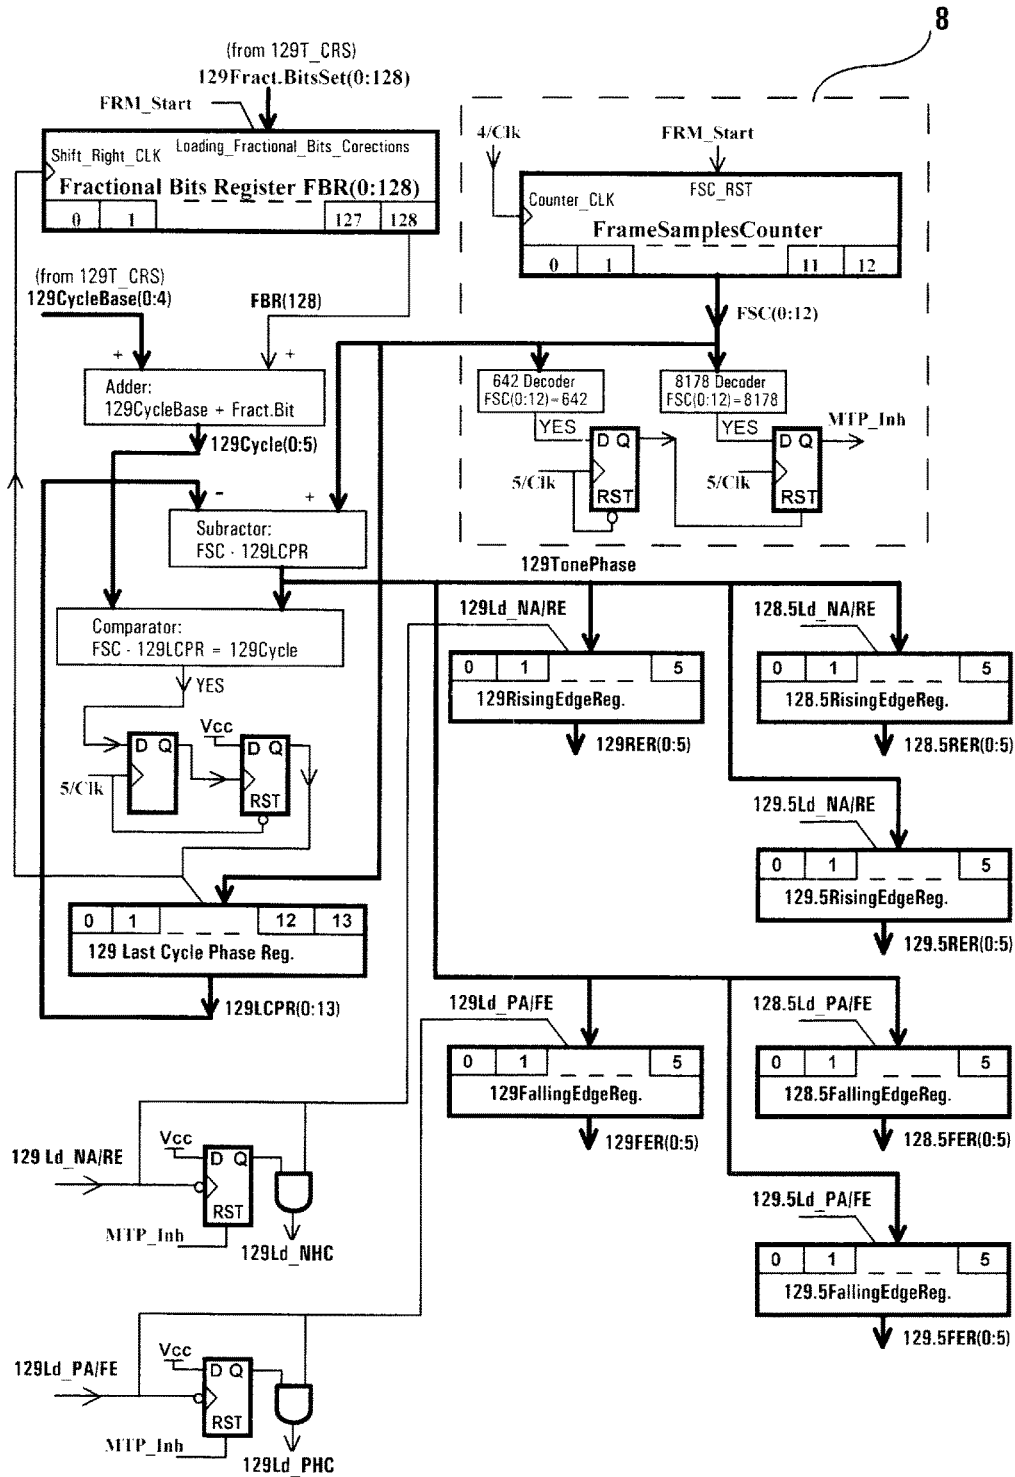 8
(from 129T_CRS)
129Fract.BitsSet(0:128)
FRM_Start
Shift_Right_CLK
Loading_Fractional_Bits_Corections
Fractional Bits Register FBR(0:128)
0 1 127 128
4/Clk
FRM_Start
Counter_CLK
FSC_RST
FrameSamplesCounter
0 1 11 12
(from 129T_CRS)
129CycleBase(0:4)
FBR(128)
FSC(0:12)
+ +
Adder:
129CycleBase + Fract.Bit
129Cycle(0:5)
642 Decoder
FSC(0:12)=642
8178 Decoder
FSC(0:12)=8178
YES
YES
MTP_Inh
D Q
D Q
5/Clk
5/Clk
RST
RST
- +
Subractor:
FSC - 129LCPR
129TonePhase
Comparator:
FSC - 129LCPR = 129Cycle
YES
129Ld_NA/RE
128.5Ld_NA/RE
0 1 5
129RisingEdgeReg.
129RER(0:5)
0 1 5
128.5RisingEdgeReg.
128.5RER(0:5)
Vcc
D Q
D Q
5/Clk
RST
129.5Ld_NA/RE
0 1 5
129.5RisingEdgeReg.
129.5RER(0:5)
0 1 12 13
129 Last Cycle Phase Reg.
129LCPR(0:13)
129Ld_PA/FE
128.5Ld_PA/FE
0 1 5
129FallingEdgeReg.
129FER(0:5)
0 1 5
128.5FallingEdgeReg.
128.5FER(0:5)
Vcc
129 Ld_NA/RE
D Q
RST
MTP_Inh
129Ld_NHC
129.5Ld_PA/FE
0 1 5
129.5FallingEdgeReg.
129.5FER(0:5)
Vcc
129Ld_PA/FE
D Q
RST
MTP_Inh
129Ld_PHC